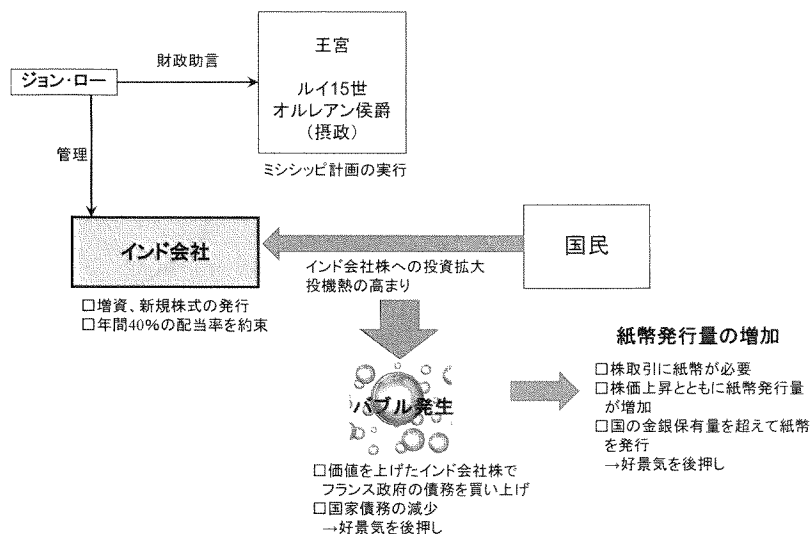 ジョン・ロー
財政助言
王宮
ルイ15世
オルレアン侯爵
(摂政)
管理
ミシシッピ計画の実行
インド会社
国民
インド会社株への投資拡大
投機熱の高まり
□増資、新規株式の発行
□年間40%の配当率を約束
バブル発生
□価値を上げたインド会社株で
フランス政府の債務を買い上げ
□国家債務の減少
→好景気を後押し
紙幣発行量の増加
□株取引に紙幣が必要
□株価上昇とともに紙幣発行量
が増加
□国の金銀保有量を超えて紙幣
を発行
→好景気を後押し